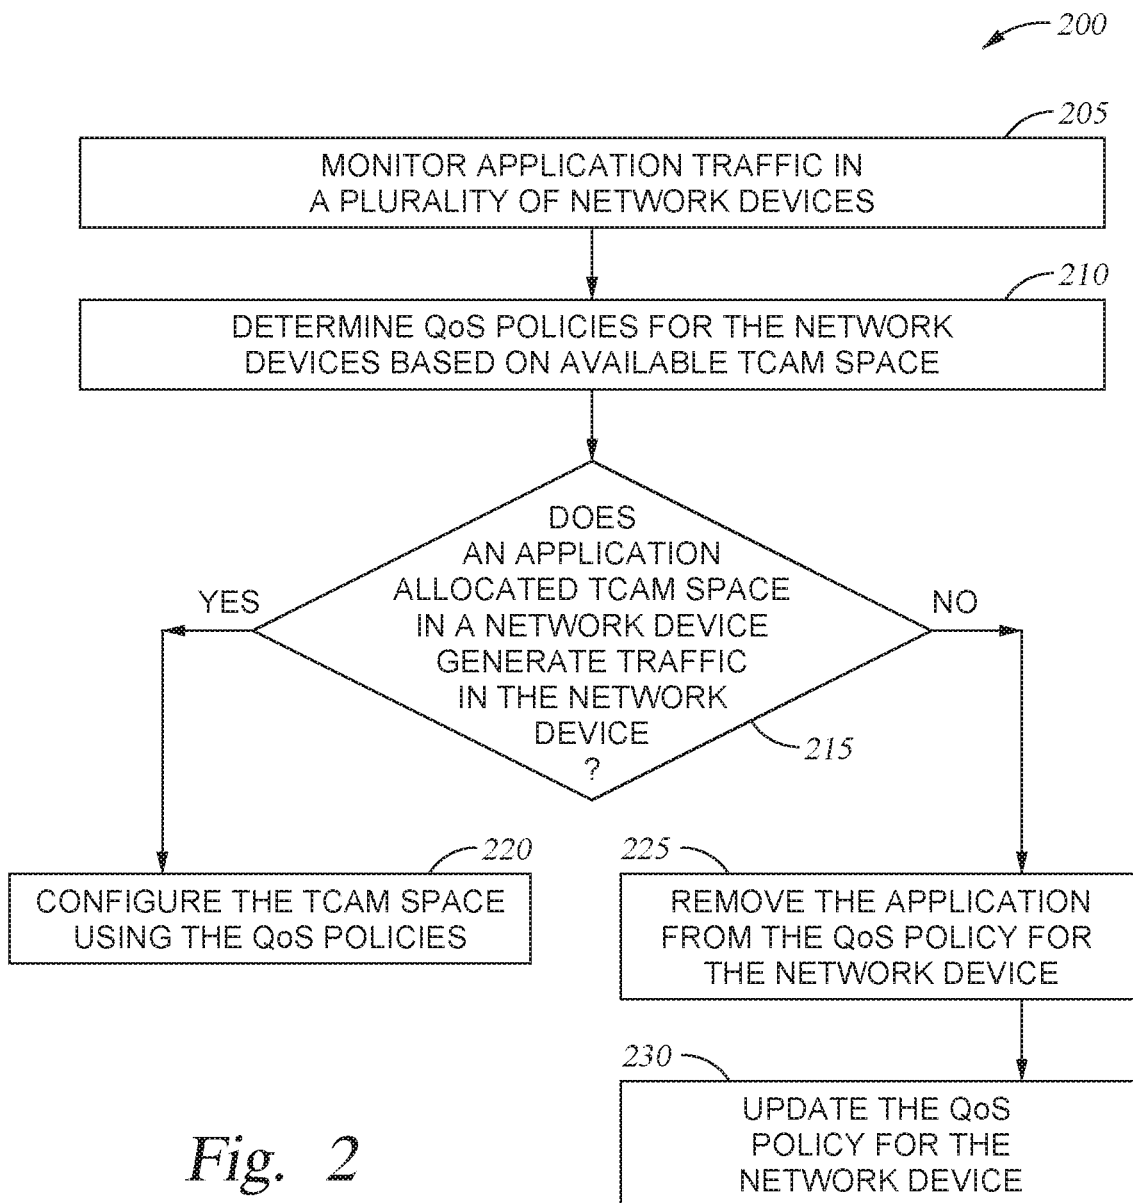 200
205
MONITOR APPLICATION TRAFFIC IN
A PLURALITY OF NETWORK DEVICES
210
DETERMINE QoS POLICIES FOR THE NETWORK
DEVICES BASED ON AVAILABLE TCAM SPACE
DOES
AN APPLICATION
ALLOCATED TCAM SPACE
IN A NETWORK DEVICE
GENERATE TRAFFIC
IN THE NETWORK
DEVICE
?
YES
NO
215
220
CONFIGURE THE TCAM SPACE
USING THE QoS POLICIES
225
REMOVE THE APPLICATION
FROM THE QoS POLICY FOR
THE NETWORK DEVICE
230
UPDATE THE QoS
POLICY FOR THE
NETWORK DEVICE
Fig. 2